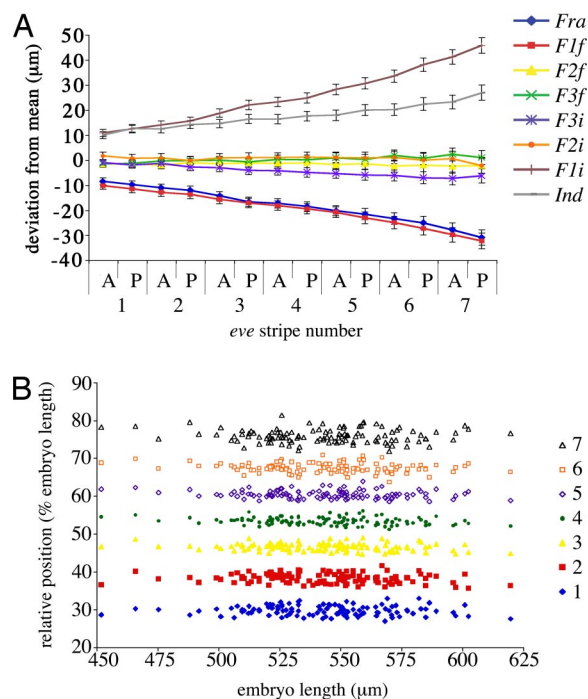 A
deviation from mean (μm)
50
40
30
20
10
0
-10
-20
-30
-40
A P A P A P A P A P A P A P
1 2 3 4 5 6 7
eve stripe number
Fra
F1f
F2f
F3f
F3i
F2i
F1i
Ind
B
relative position (% embryo length)
90
80
70
60
50
40
30
20
450 475 500 525 550 575 600 625
embryo length (μm)
7
6
5
4
3
2
1